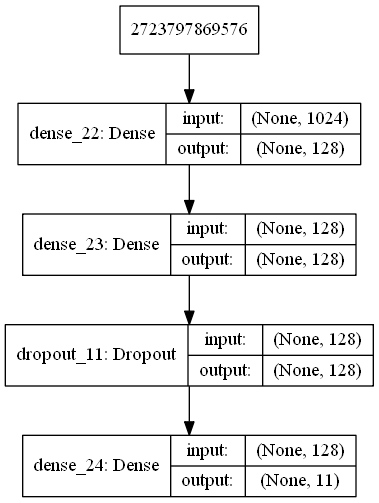 2723797869576
dense_22: Dense
input: (None, 1024)
output: (None, 128)
dense_23: Dense
input: (None, 128)
output: (None, 128)
dropout_11: Dropout
input: (None, 128)
output: (None, 128)
dense_24: Dense
input: (None, 128)
output: (None, 11)